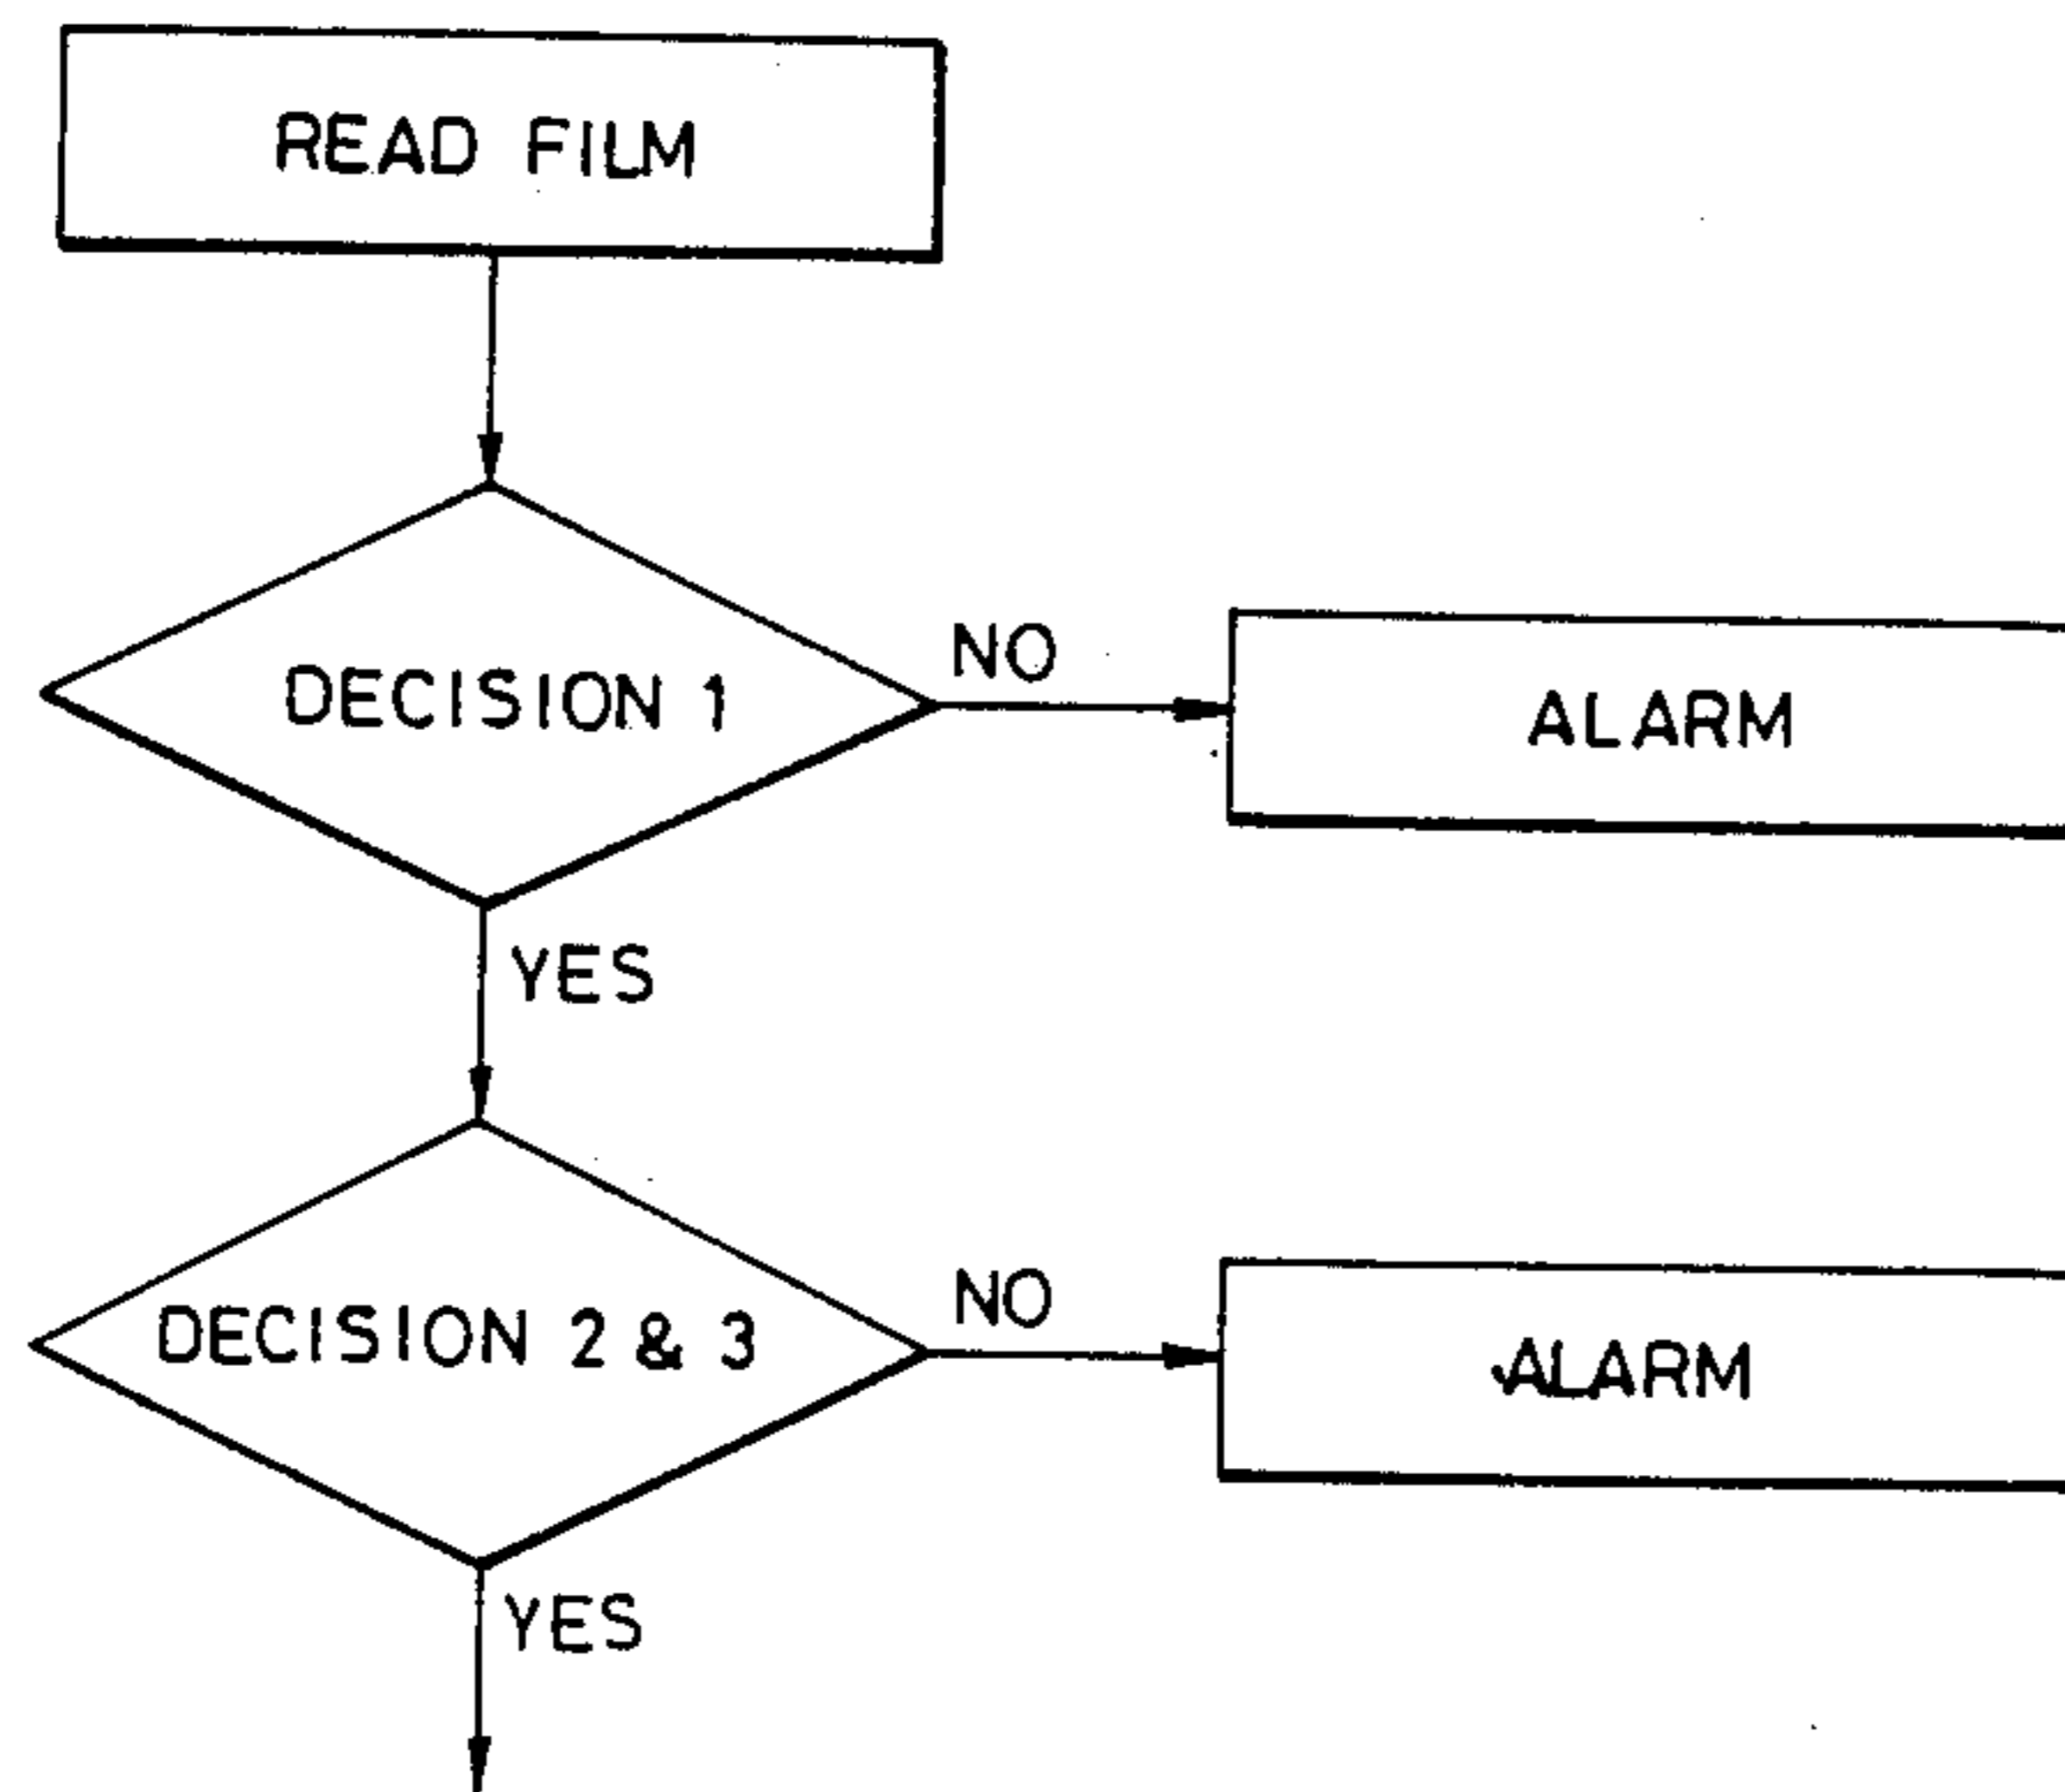 READ FILM
DECISION 1
NO
ALARM
YES
DECISION 2 & 3
NO
ALARM
YES